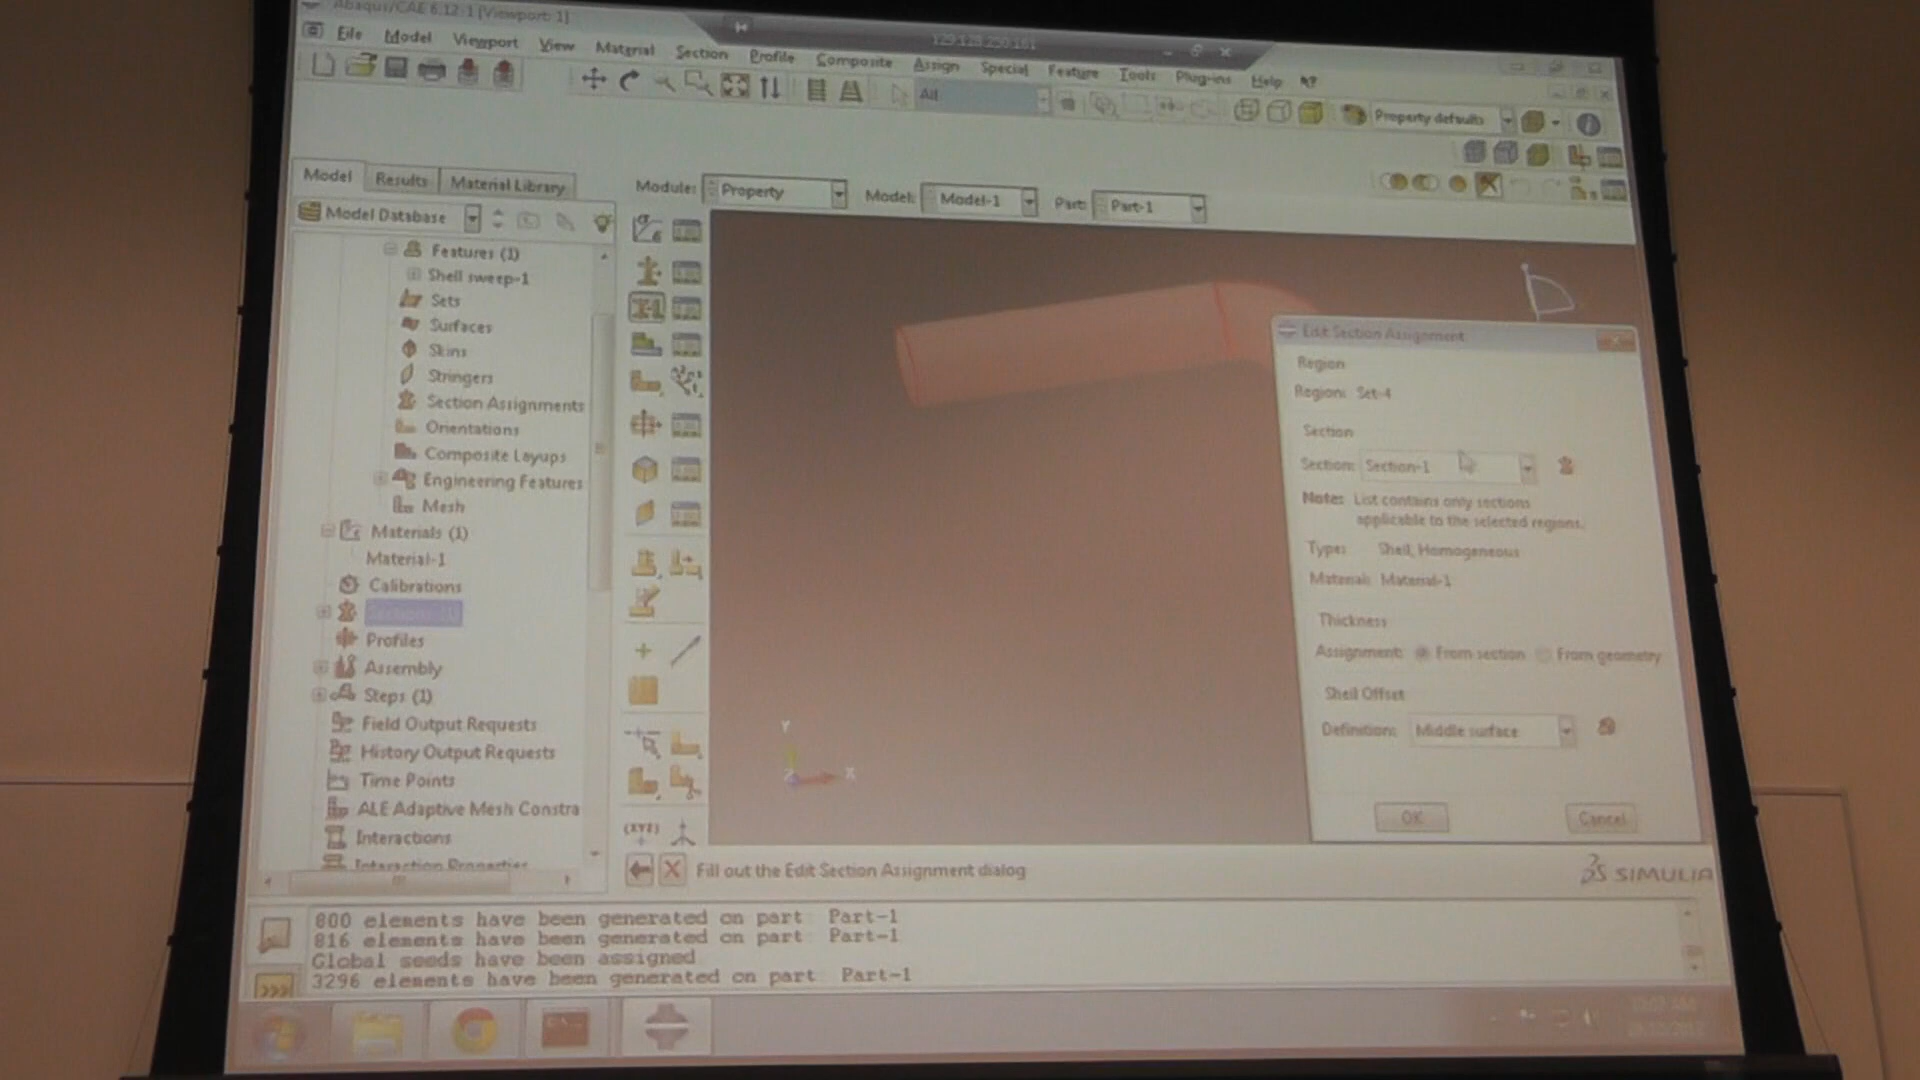 Abaqus/CAE 6.12-1 [Viewport: 1]
File Model Viewport View Material Section Profile Composite Assign Special Feature Tools Plug-ins Help
All
Property defaults
Model Results Material Library
Module: Property Model: Model-1 Part: Part-1
Model Database
Features (1)
Shell sweep-1
Sets
Surfaces
Skins
Stringers
Section Assignments
Orientations
Composite Layups
Engineering Features
Mesh
Materials (1)
Material-1
Calibrations
Sections (1)
Profiles
Assembly
Steps (1)
Field Output Requests
History Output Requests
Time Points
ALE Adaptive Mesh Constra
Interactions
Interaction Properties
(XYZ)
Y
Z
X
Edit Section Assignment
Region
Region: Set-4
Section
Section: Section-1
Note: List contains only sections
applicable to the selected regions.
Type: Shell, Homogeneous
Material: Material-1
Thickness
Assignment: From section From geometry
Shell Offset
Definition: Middle surface
OK Cancel
Fill out the Edit Section Assignment dialog
SIMULIA
800 elements have been generated on part Part-1
816 elements have been generated on part Part-1
Global seeds have been assigned
3296 elements have been generated on part Part-1
>>>